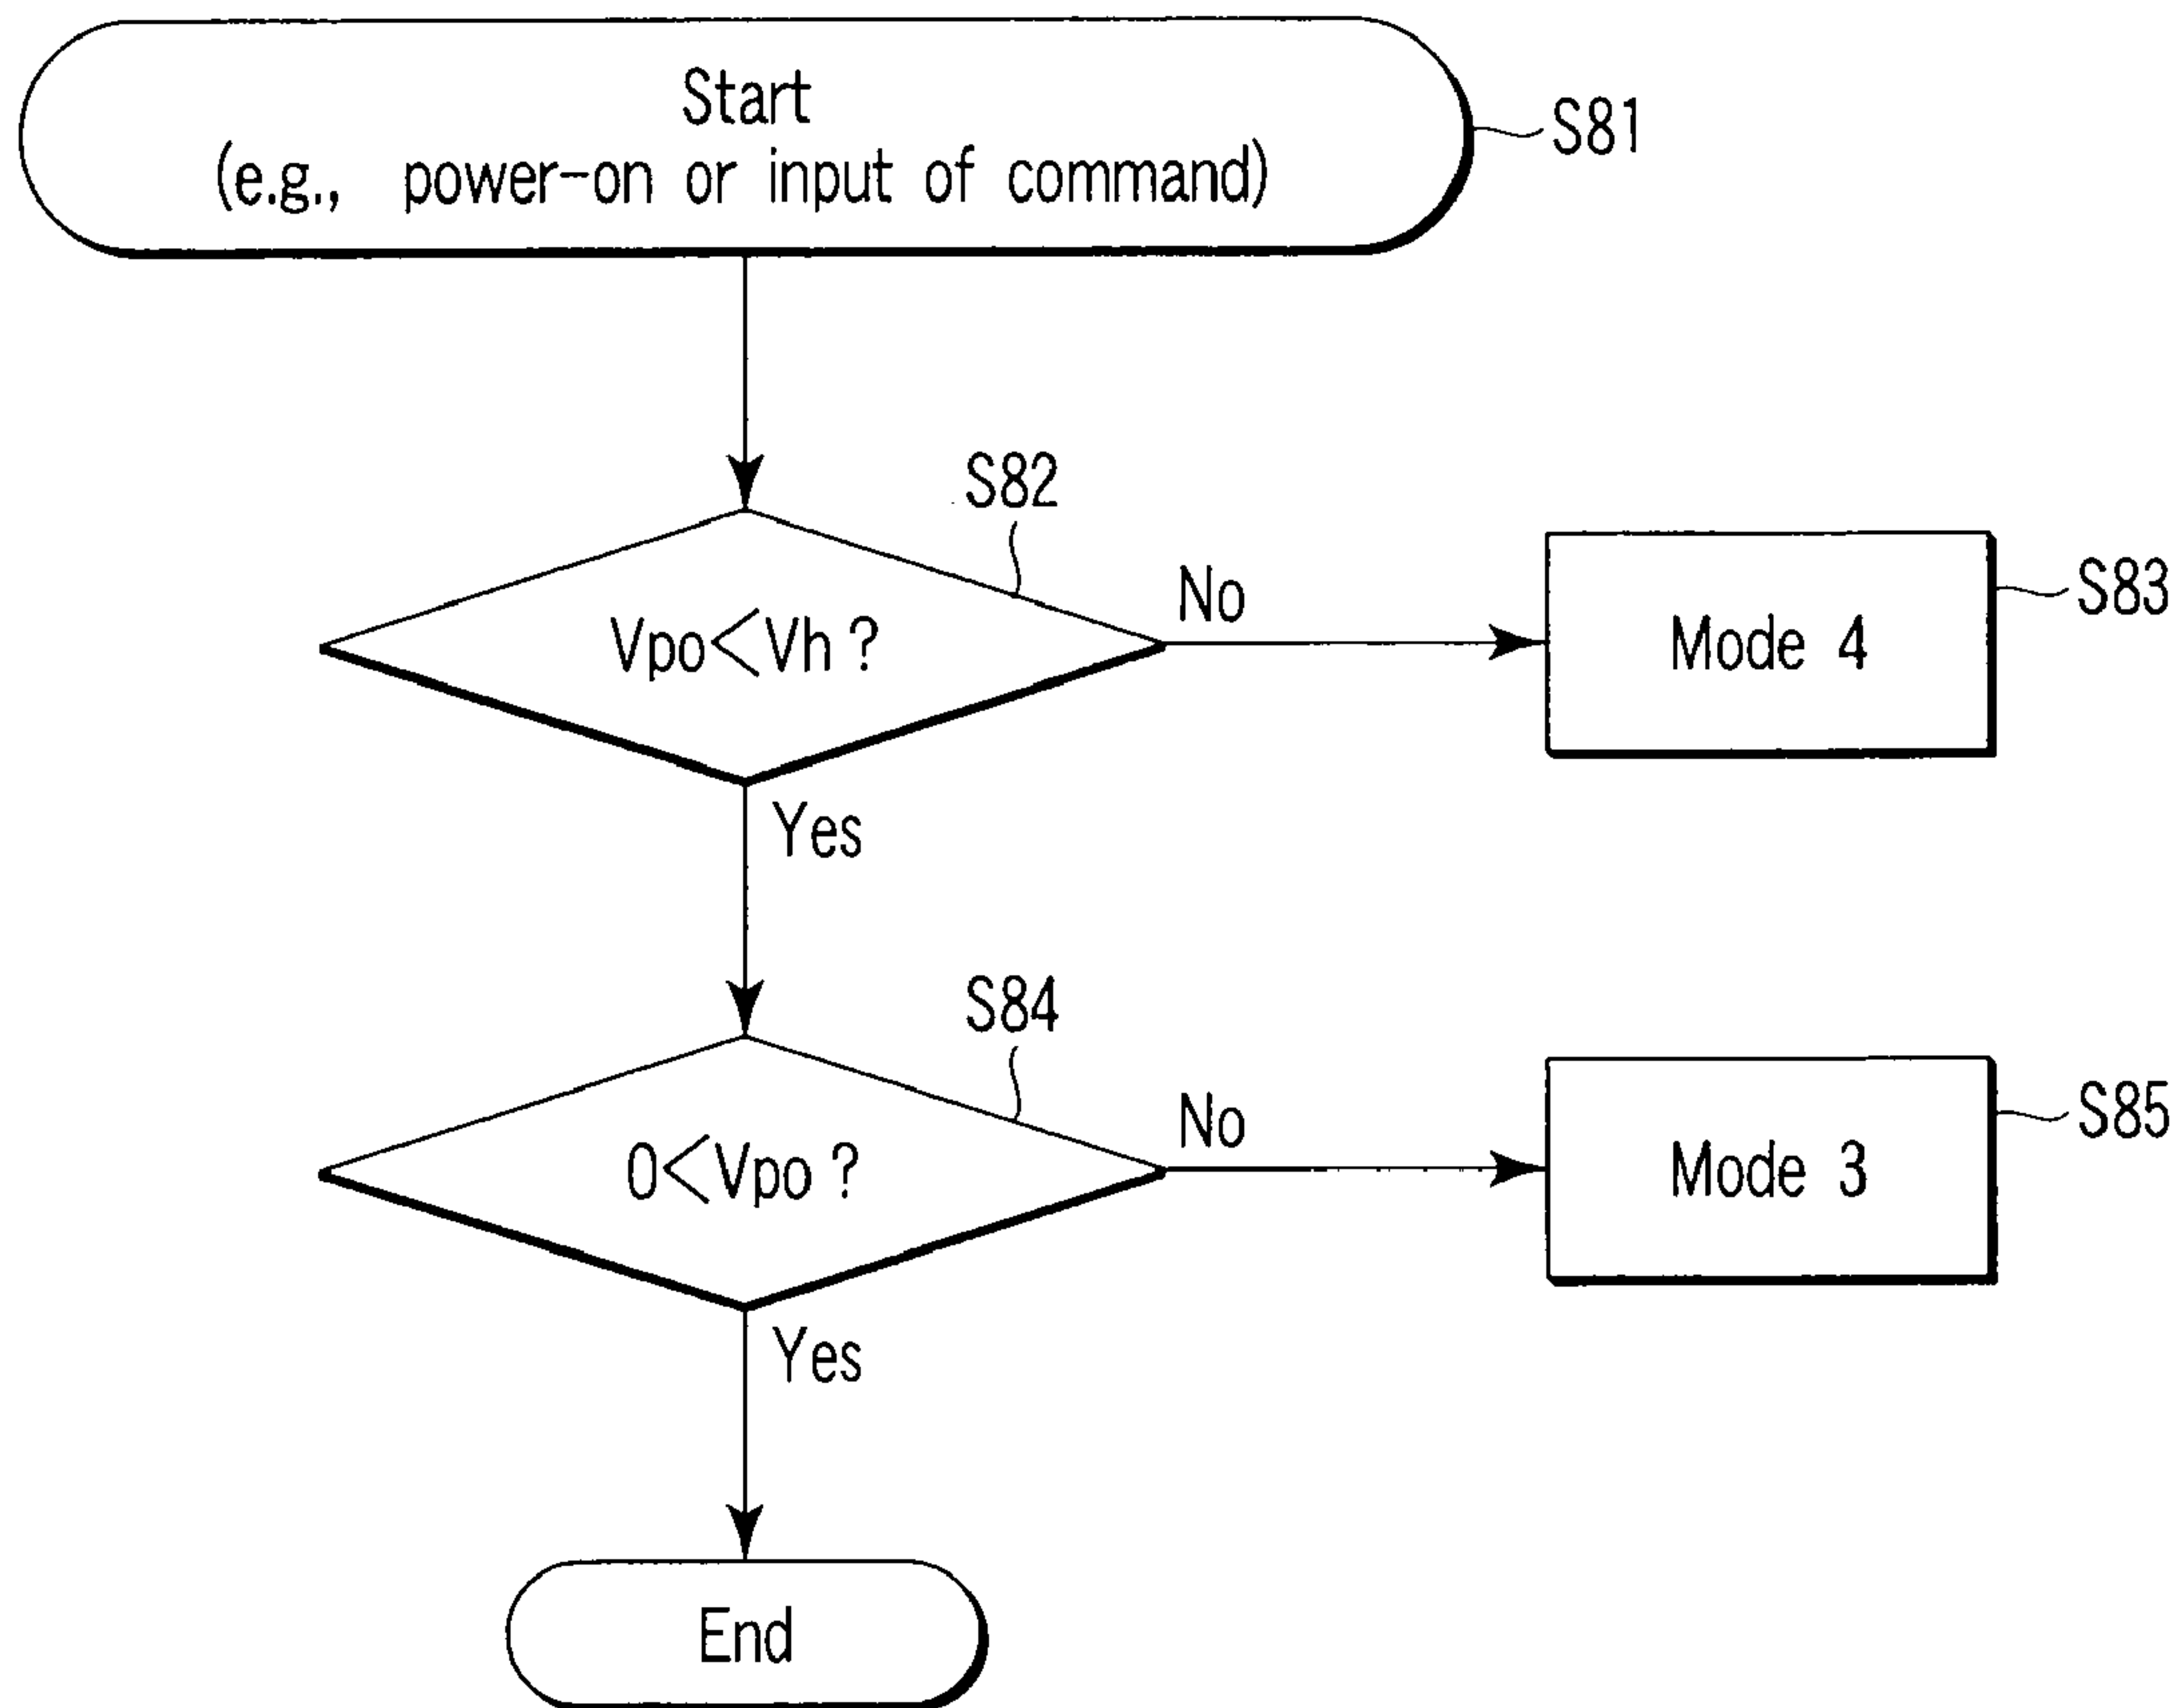 Start
(e.g., power-on or input of command)
S81
S82
Vpo<Vh ?
No
Mode 4
S83
Yes
S84
0<Vpo ?
No
Mode 3
S85
Yes
End